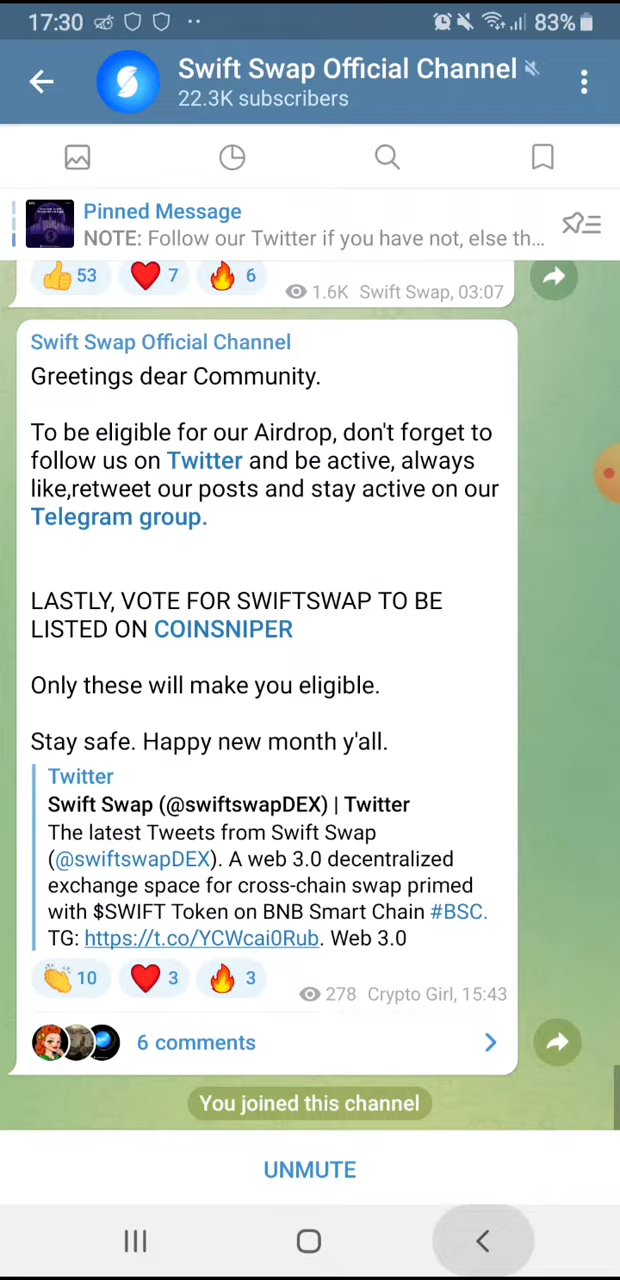 17:30
83%
Swift Swap Official Channel
22.3K subscribers
Pinned Message
NOTE: Follow our Twitter if you have not, else th...
53
7
6
1.6K Swift Swap, 03:07
Swift Swap Official Channel
Greetings dear Community.
To be eligible for our Airdrop, don't forget to
follow us on Twitter and be active, always
like,retweet our posts and stay active on our
Telegram group.
LASTLY, VOTE FOR SWIFTSWAP TO BE
LISTED ON COINSNIPER
Only these will make you eligible.
Stay safe. Happy new month y'all.
Twitter
Swift Swap (@swiftswapDEX) | Twitter
The latest Tweets from Swift Swap
(@swiftswapDEX). A web 3.0 decentralized
exchange space for cross-chain swap primed
with $SWIFT Token on BNB Smart Chain #BSC.
TG: https://t.co/YCWcai0Rub. Web 3.0
10
3
3
278 Crypto Girl, 15:43
6 comments
You joined this channel
UNMUTE